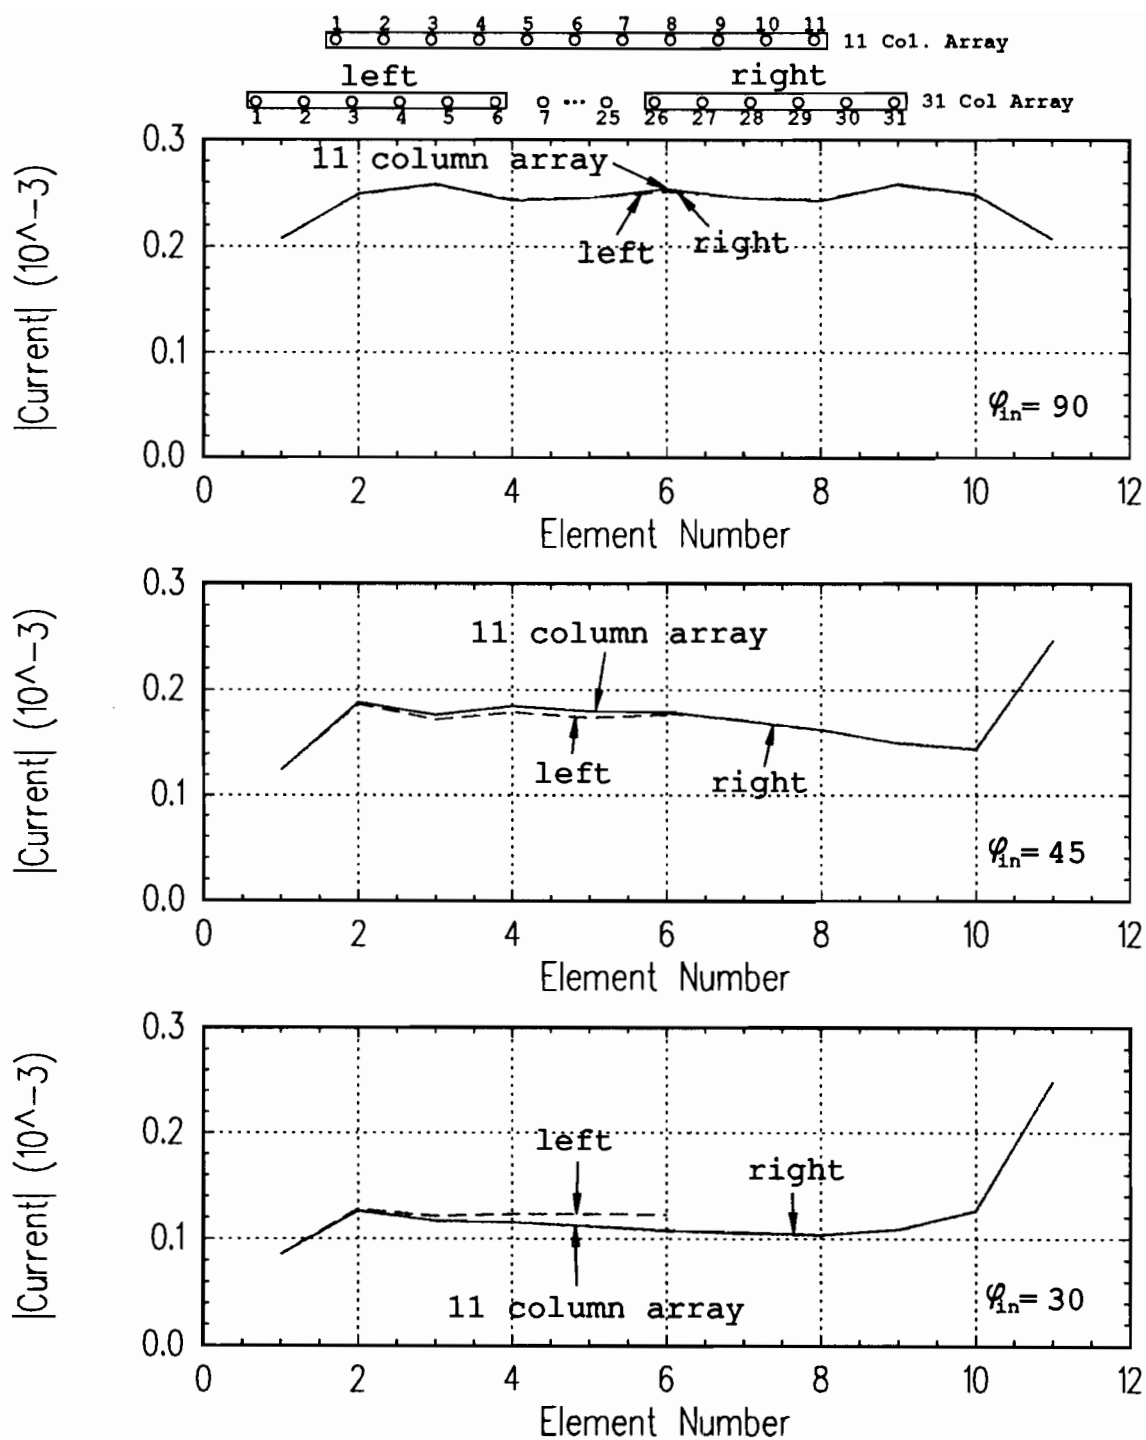 1 2 3 4 5 6 7 8 9 10 11
11 Col. Array
left right
1 2 3 4 5 6 7 ... 25 26 27 28 29 30 31
31 Col Array
|Current| (10^-3)
0.3
0.2
0.1
0.0
11 column array
left
right
φin= 90
0 2 4 6 8 10 12
Element Number
|Current| (10^-3)
0.3
0.2
0.1
0.0
11 column array
left
right
φin= 45
0 2 4 6 8 10 12
Element Number
|Current| (10^-3)
0.3
0.2
0.1
0.0
left
right
11 column array
φin= 30
0 2 4 6 8 10 12
Element Number